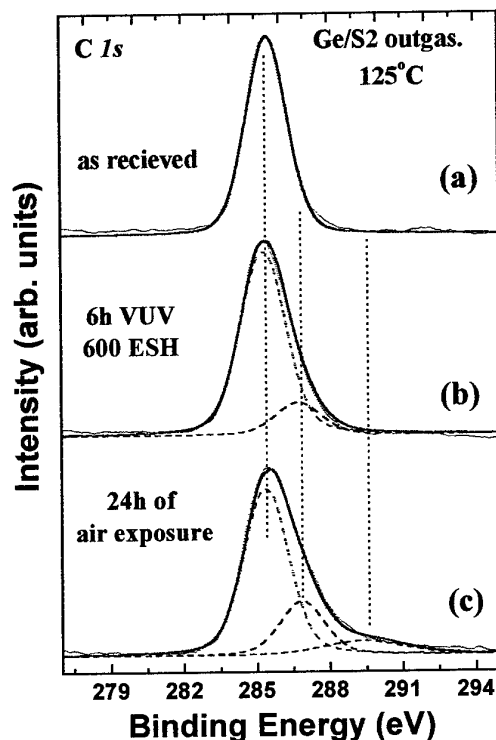 C 1s
Ge/S2 outgas.
125°C
as recieved
(a)
6h VUV
600 ESH
(b)
24h of
air exposure
(c)
Intensity (arb. units)
279 282 285 288 291 294
Binding Energy (eV)